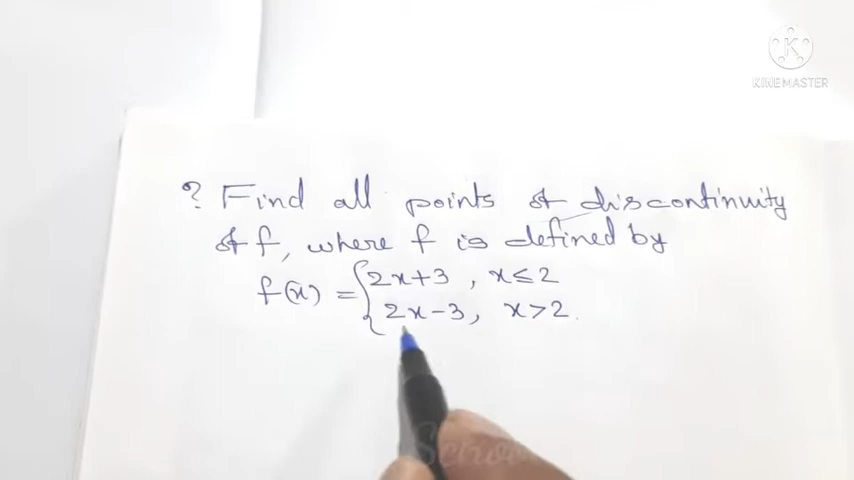 KINEMASTER
? Find all points of discontinuity
of f, where f is defined by
f(x) = { 2x+3 , x ≤ 2
2x-3, x > 2.